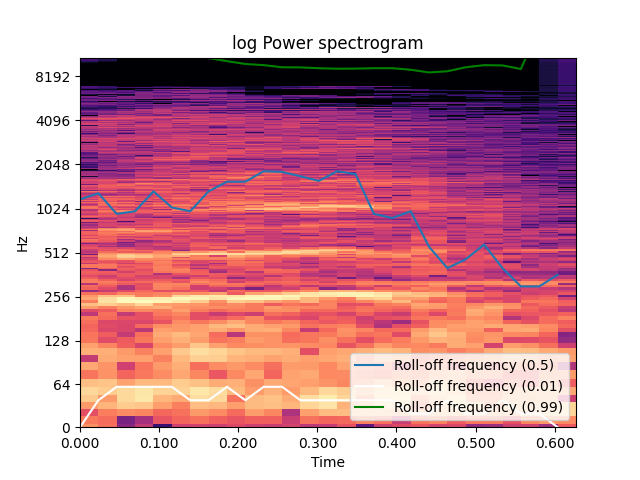 log Power spectrogram
8192
4096
2048
1024
512
256
128
64
0
Hz
Roll-off frequency (0.5)
Roll-off frequency (0.01)
Roll-off frequency (0.99)
0.000 0.100 0.200 0.300 0.400 0.500 0.600
Time